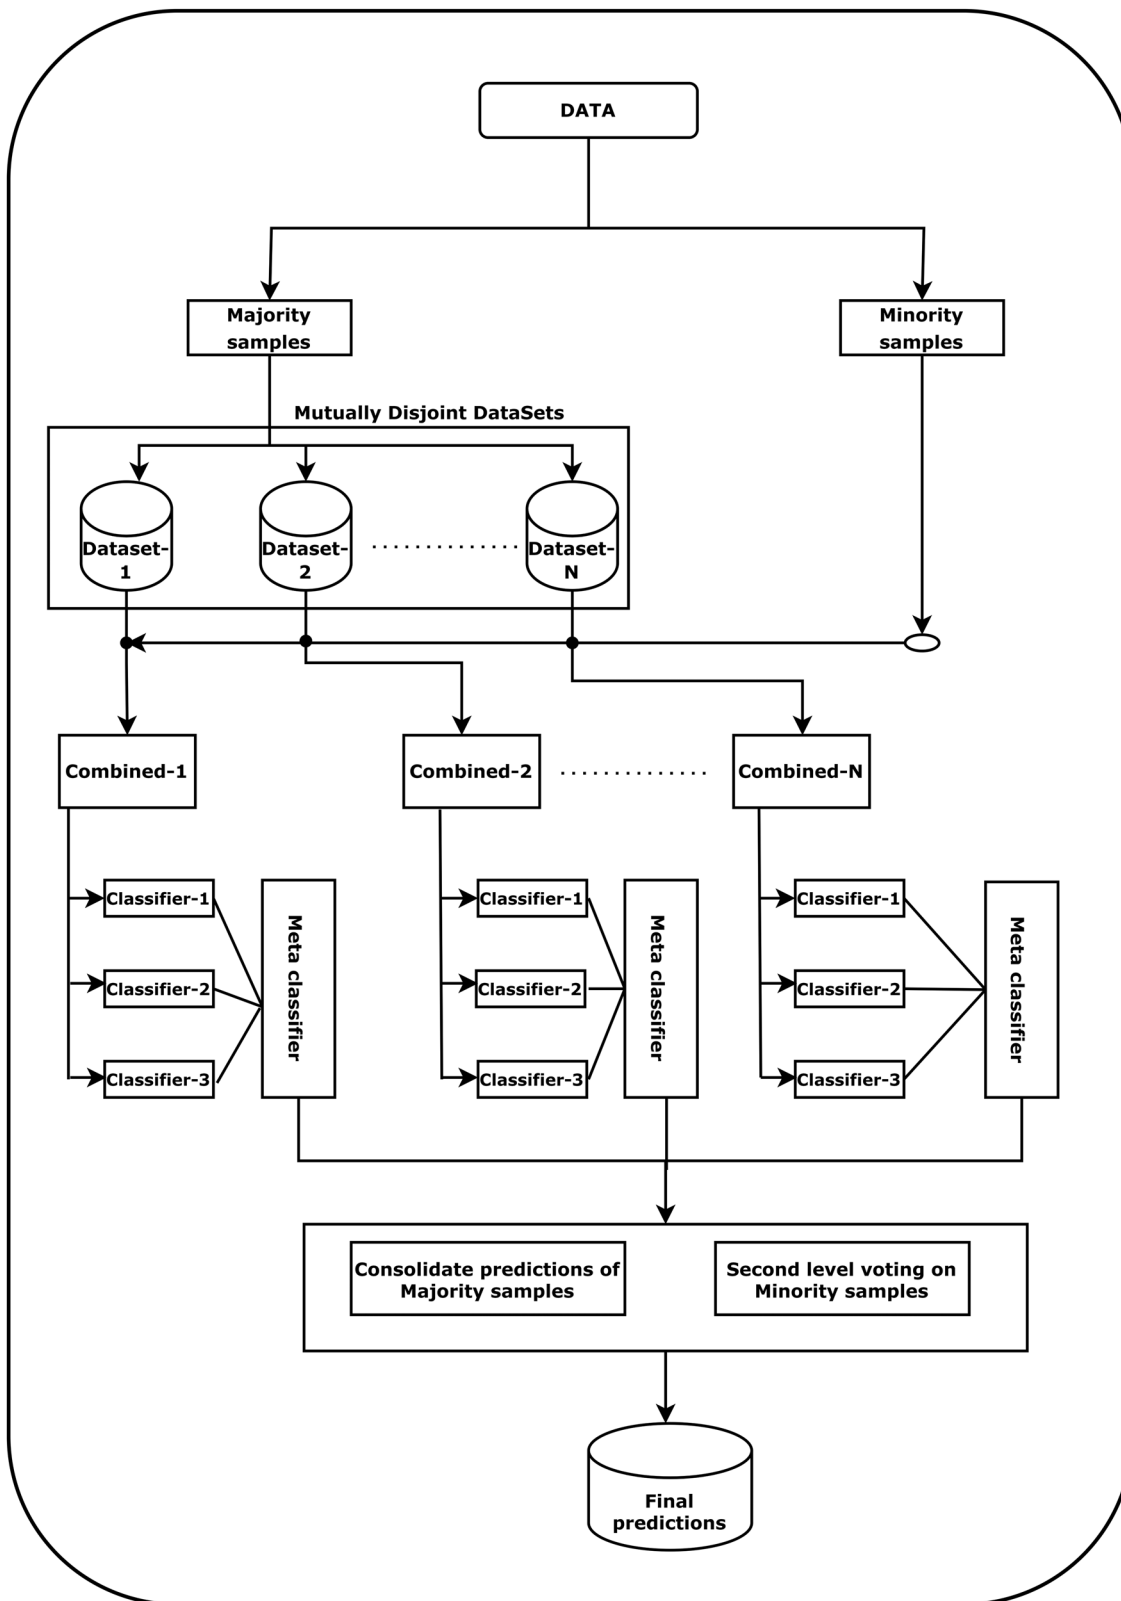 DATA
Majority
samples
Minority
samples
Mutually Disjoint DataSets
Dataset-
1
Dataset-
2
Dataset-
N
Combined-1
Combined-2
Combined-N
Classifier-1
Classifier-2
Classifier-3
Meta classifier
Classifier-1
Classifier-2
Classifier-3
Meta classifier
Classifier-1
Classifier-2
Classifier-3
Meta classifier
Consolidate predictions of
Majority samples
Second level voting on
Minority samples
Final
predictions